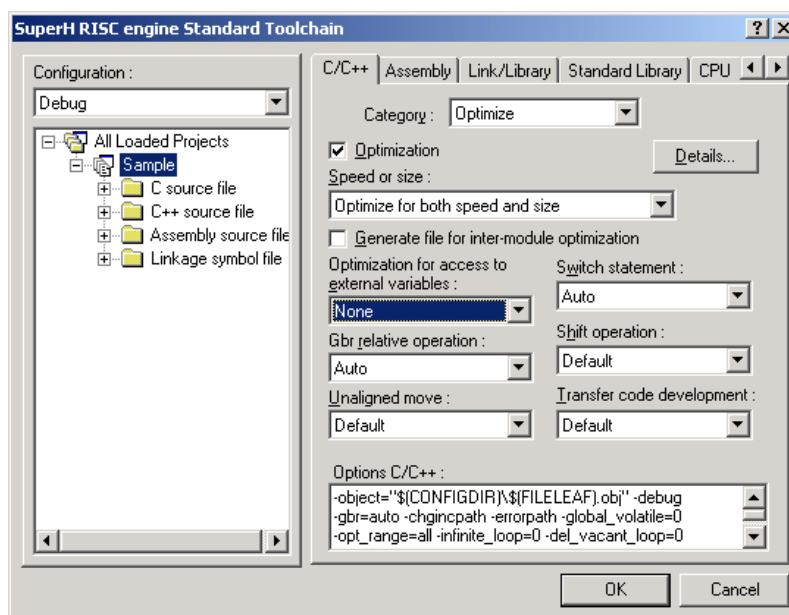 SuperH RISC engine Standard Toolchain
Configuration :
Debug
All Loaded Projects
Sample
C source file
C++ source file
Assembly source file
Linkage symbol file
C/C++ Assembly Link/Library Standard Library CPU
Category : Optimize
Optimization
Details...
Speed or size :
Optimize for both speed and size
Generate file for inter-module optimization
Optimization for access to
external variables :
None
Switch statement :
Auto
Gbr relative operation :
Auto
Shift operation :
Default
Unaligned move :
Default
Transfer code development :
Default
Options C/C++ :
-object="$(CONFIGDIR)\$(FILELEAF).obj" -debug
-gbr=auto -chgincpath -errorpath -global_volatile=0
-opt_range=all -infinite_loop=0 -del_vacant_loop=0
OK Cancel